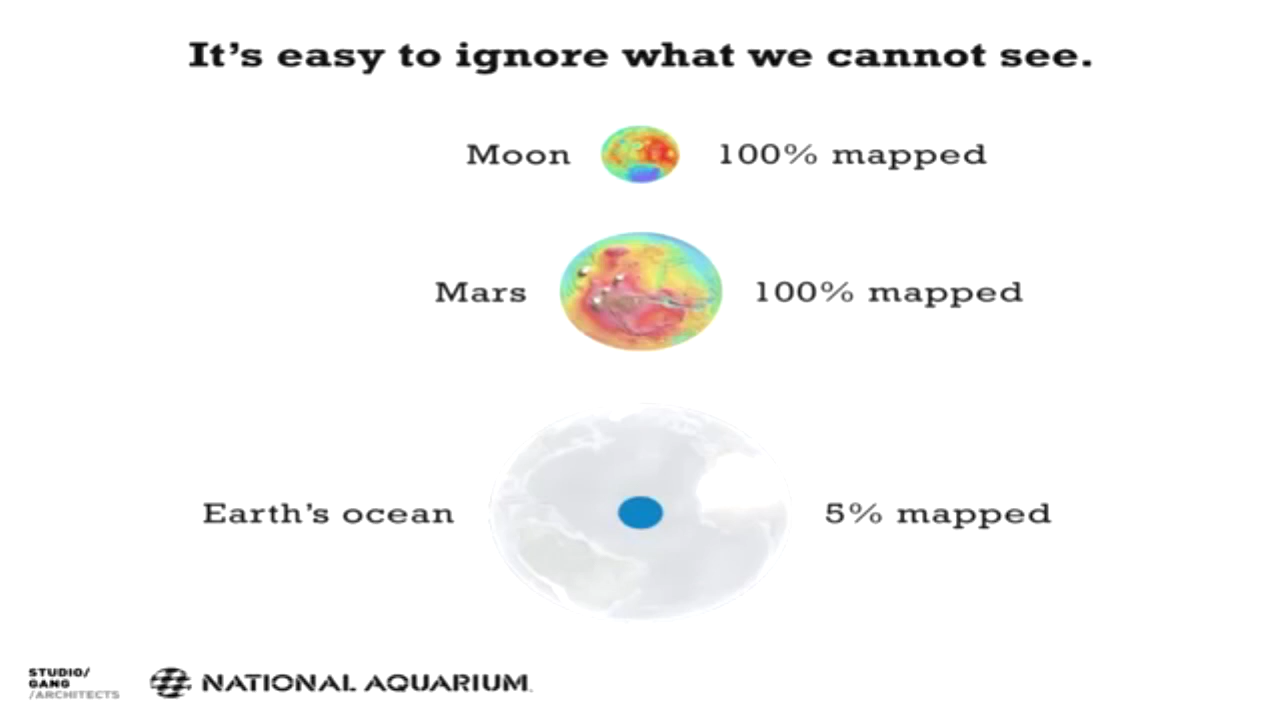 It's easy to ignore what we cannot see.
Moon 100% mapped
Mars 100% mapped
Earth's ocean 5% mapped
STUDIO/
GANG
/ARCHITECTS
NATIONAL AQUARIUM